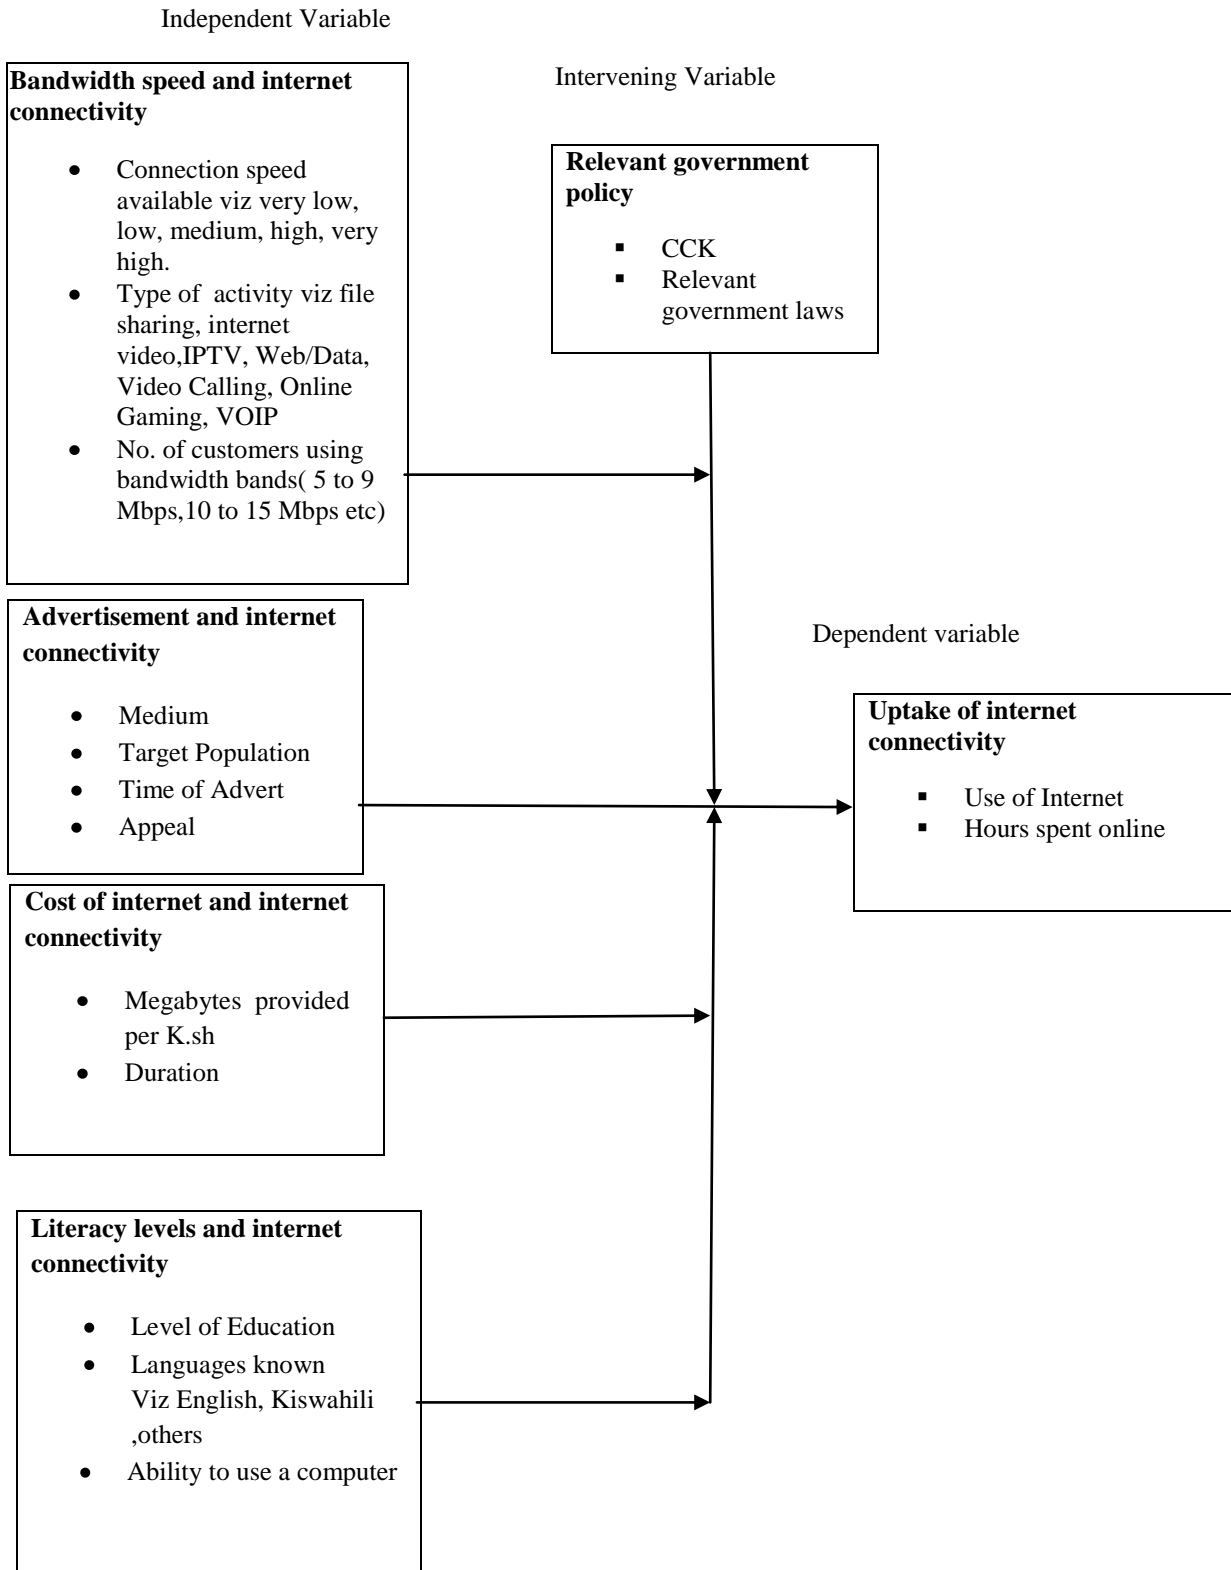 Independent Variable
Bandwidth speed and internet
connectivity
● Connection speed
available viz very low,
low, medium, high, very
high.
● Type of activity viz file
sharing, internet
video,IPTV, Web/Data,
Video Calling, Online
Gaming, VOIP
● No. of customers using
bandwidth bands( 5 to 9
Mbps,10 to 15 Mbps etc)
Intervening Variable
Relevant government
policy
▪ CCK
▪ Relevant
government laws
Advertisement and internet
connectivity
● Medium
● Target Population
● Time of Advert
● Appeal
Dependent variable
Uptake of internet
connectivity
▪ Use of Internet
▪ Hours spent online
Cost of internet and internet
connectivity
● Megabytes provided
per K.sh
● Duration
Literacy levels and internet
connectivity
● Level of Education
● Languages known
Viz English, Kiswahili
,others
● Ability to use a computer